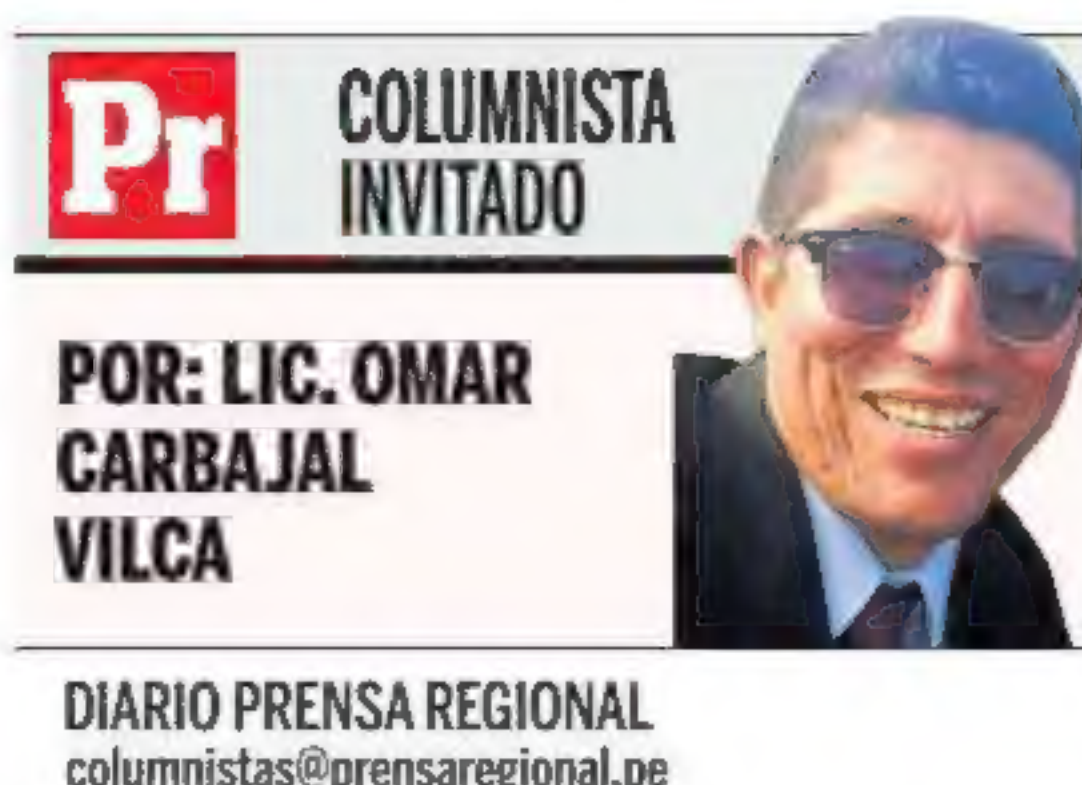 Pr
COLUMNISTA
INVITADO
POR: LIC. OMAR
CARBAJAL
VILCA
DIARIO PRENSA REGIONAL
columnistas@prensaregional.pe